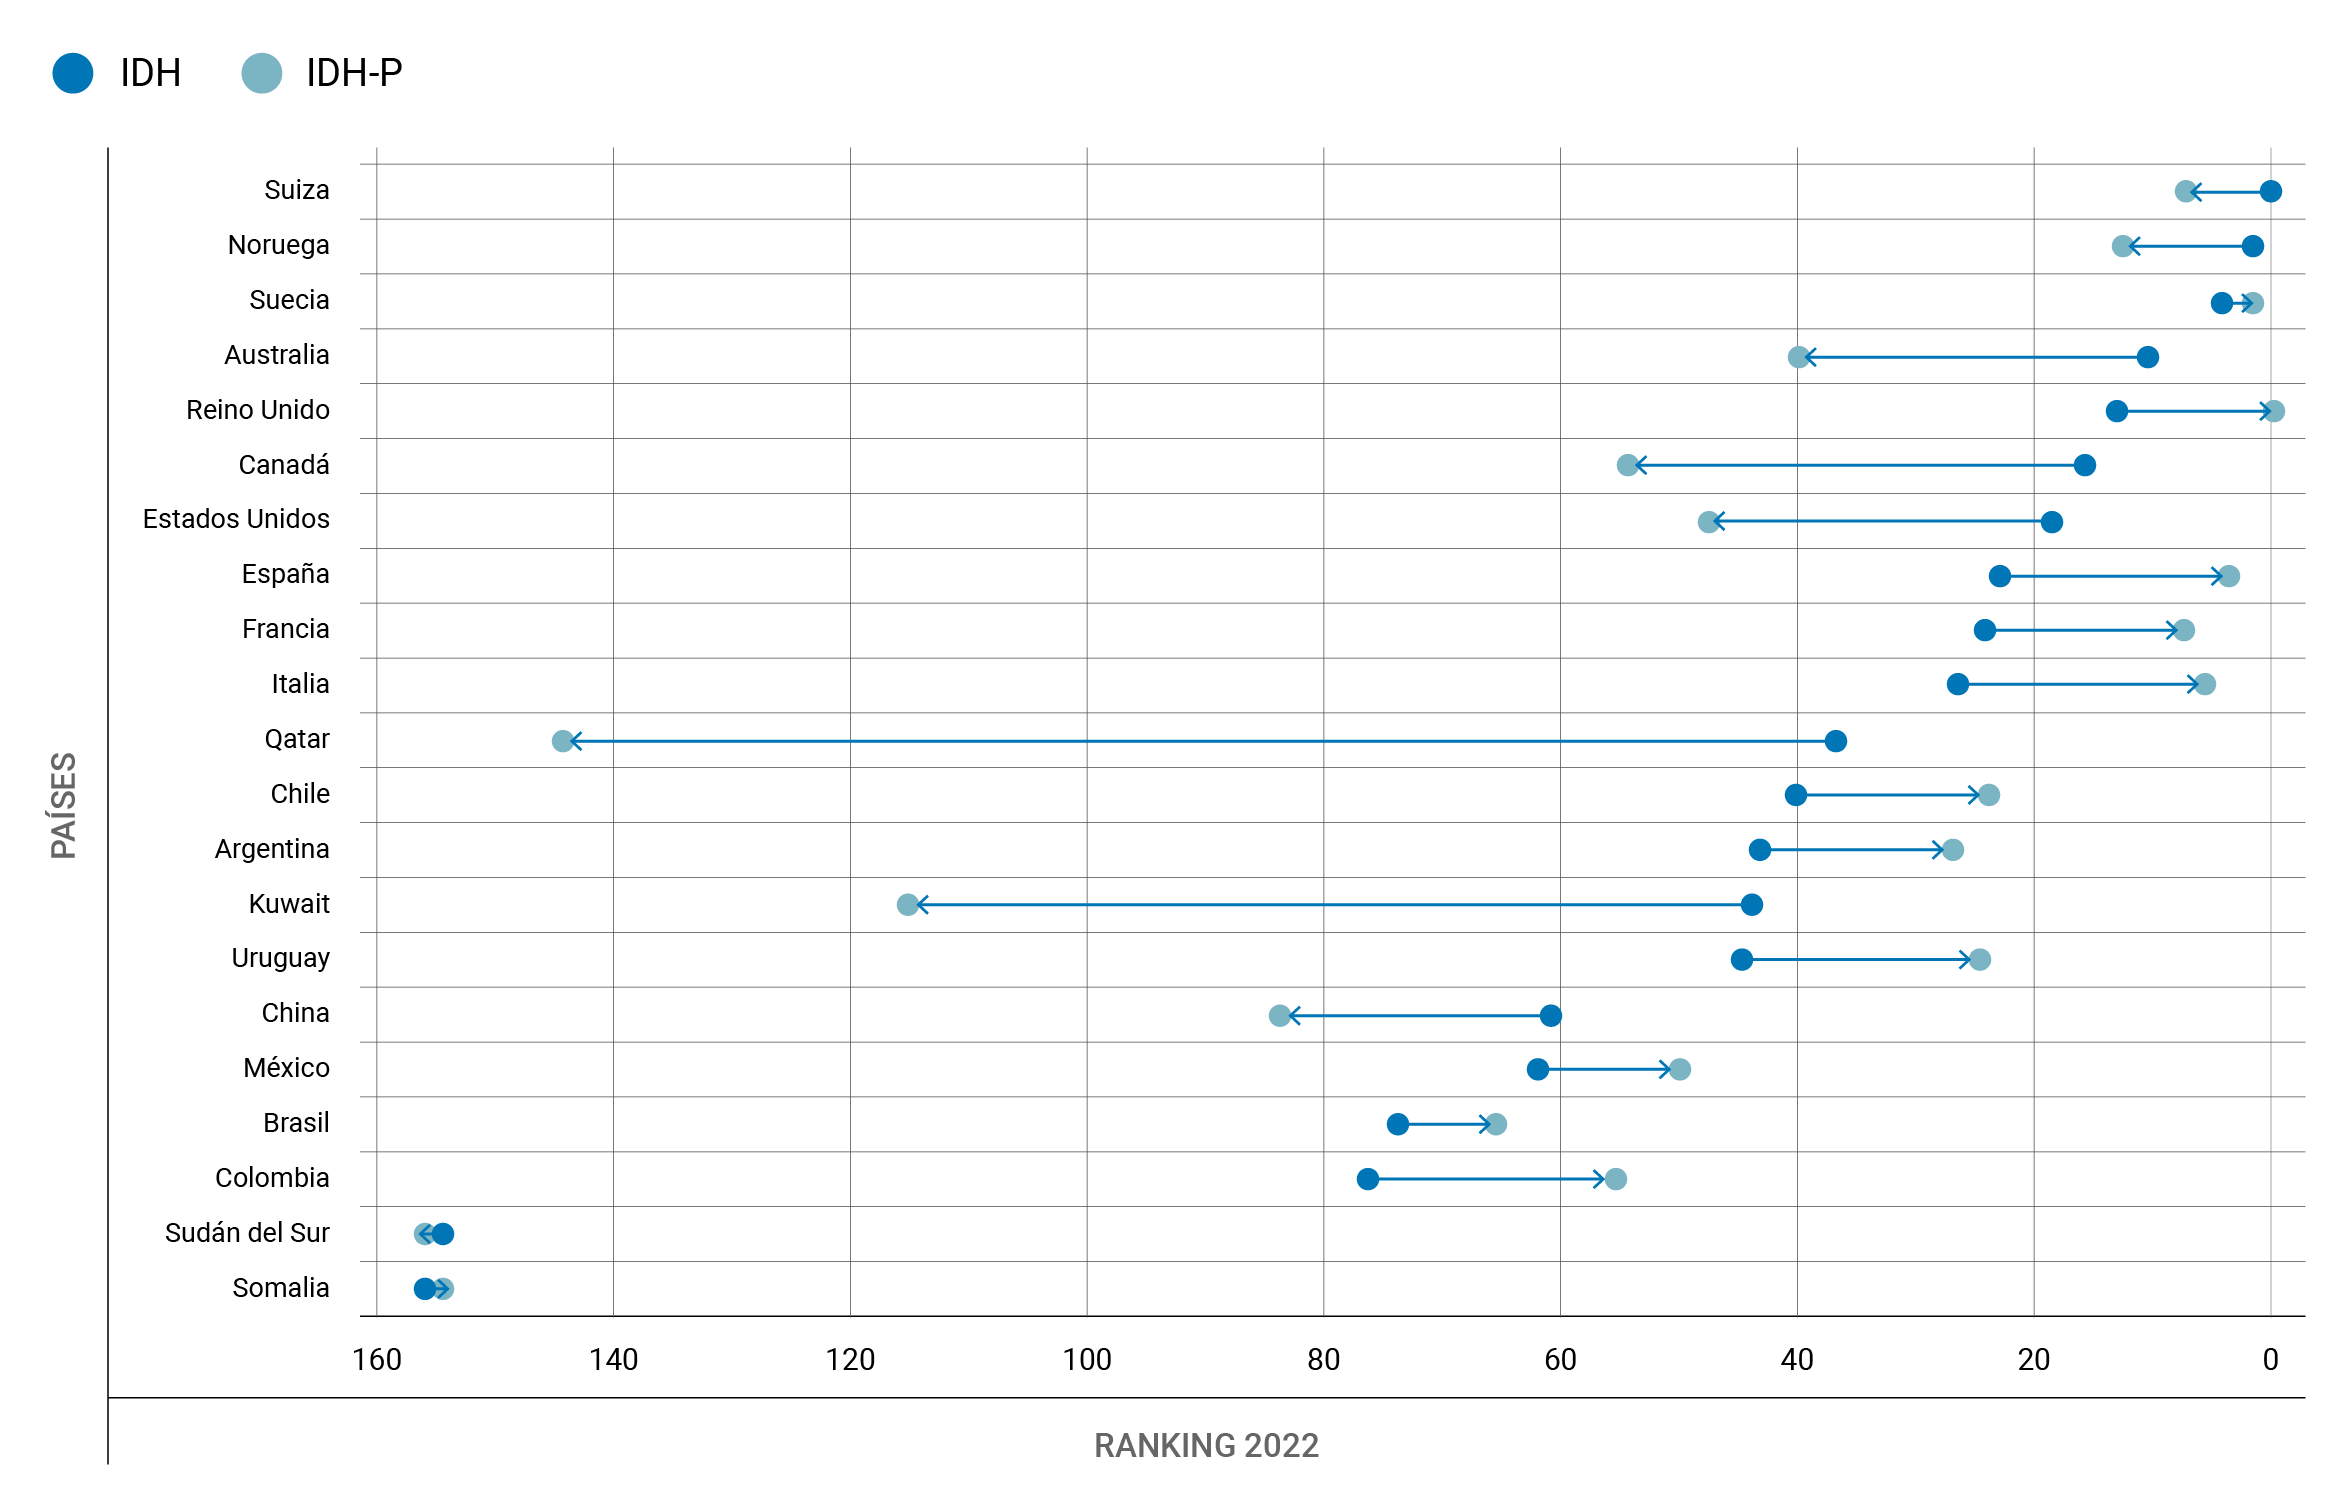 IDH
IDH-P
PAÍSES
Suiza
Noruega
Suecia
Australia
Reino Unido
Canadá
Estados Unidos
España
Francia
Italia
Qatar
Chile
Argentina
Kuwait
Uruguay
China
México
Brasil
Colombia
Sudán del Sur
Somalia
160 140 120 100 80 60 40 20 0
RANKING 2022